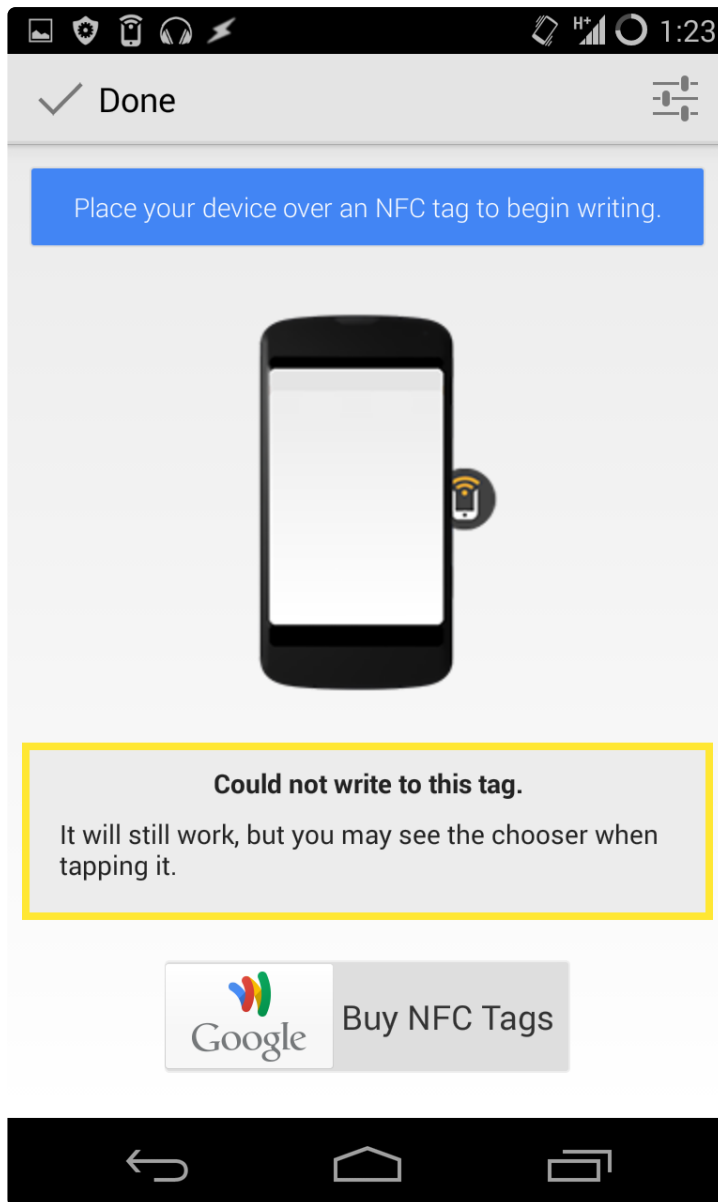 H+ 1:23
Done
Place your device over an NFC tag to begin writing.
Could not write to this tag.
It will still work, but you may see the chooser when
tapping it.
Google Buy NFC Tags